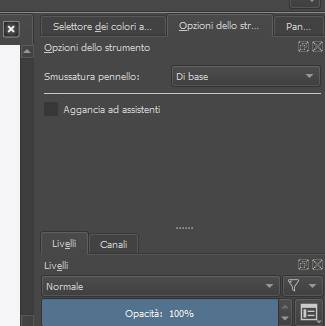 Selettore dei colori a... Opzioni dello str... Pan...
Opzioni dello strumento
Smussatura pennello: Di base
Aggancia ad assistenti
Livelli Canali
Livelli
Normale
Opacità: 100%